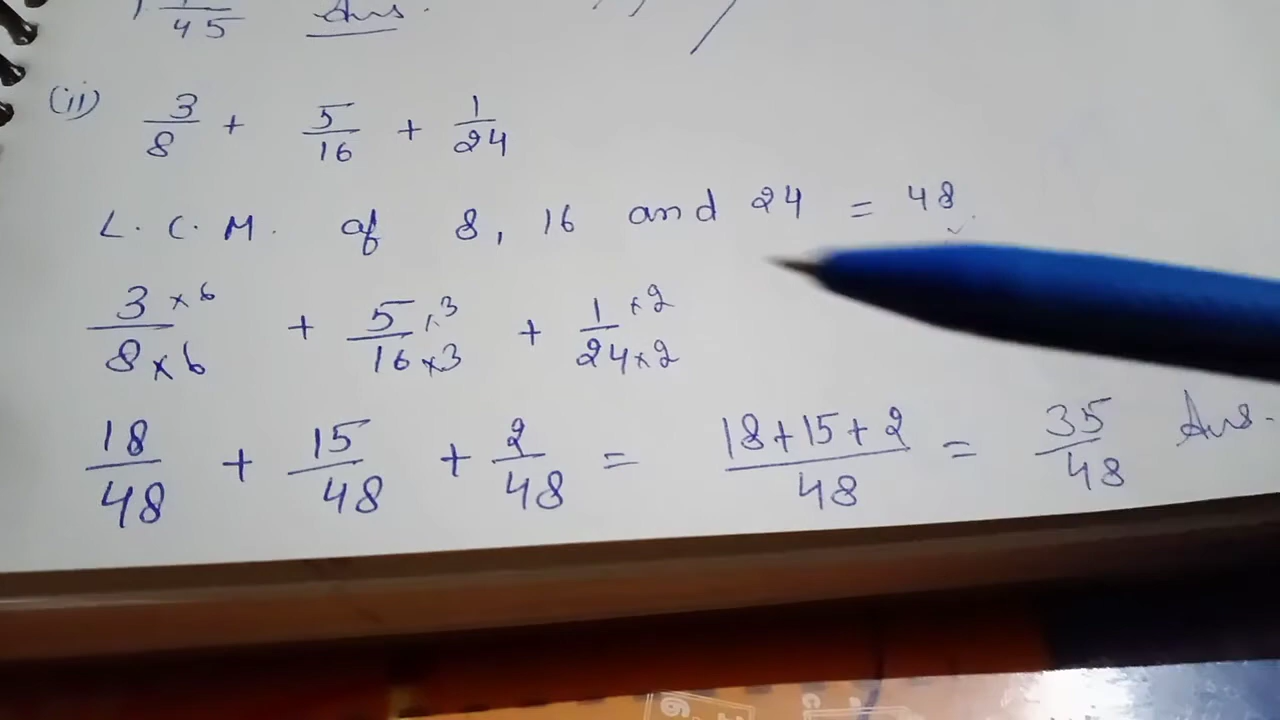 45 Ans.
(ii) 3/8 + 5/16 + 1/24
L.C.M. of 8, 16 and 24 = 48.
3×6/8×6 + 5×3/16×3 + 1×2/24×2
18/48 + 15/48 + 2/48 = 18+15+2/48 = 35/48 Ans.